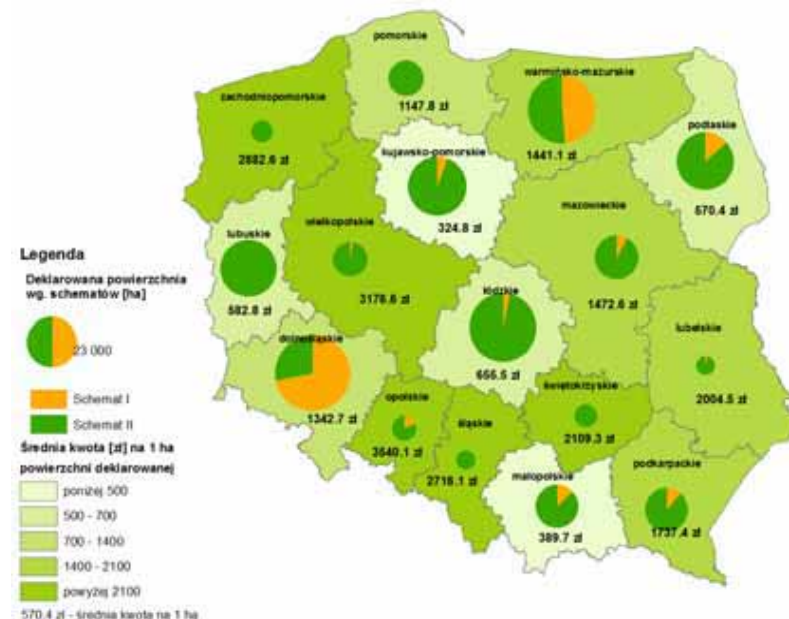 pomorskie
1147.8 zł
warmińsko-mazurskie
1441.1 zł
zachodniopomorskie
2882.6 zł
kujawsko-pomorskie
324.8 zł
podlaskie
570.4 zł
mazowieckie
1472.6 zł
wielkopolskie
3178.6 zł
lubuskie
582.8 zł
łódzkie
655.5 zł
lubelskie
2004.5 zł
dolnośląskie
1342.7 zł
opolskie
3540.1 zł
śląskie
2718.1 zł
świętokrzyskie
2109.3 zł
małopolskie
389.7 zł
podkarpackie
1737.4 zł
Legenda
Deklarowana powierzchnia
wg. schematów [ha]
23 000
Schemat I
Schemat II
Średnia kwota [zł] na 1 ha
powierzchni deklarowanej
poniżej 500
500 - 700
700 - 1400
1400 - 2100
powyżej 2100
570.4 zł - średnia kwota na 1 ha